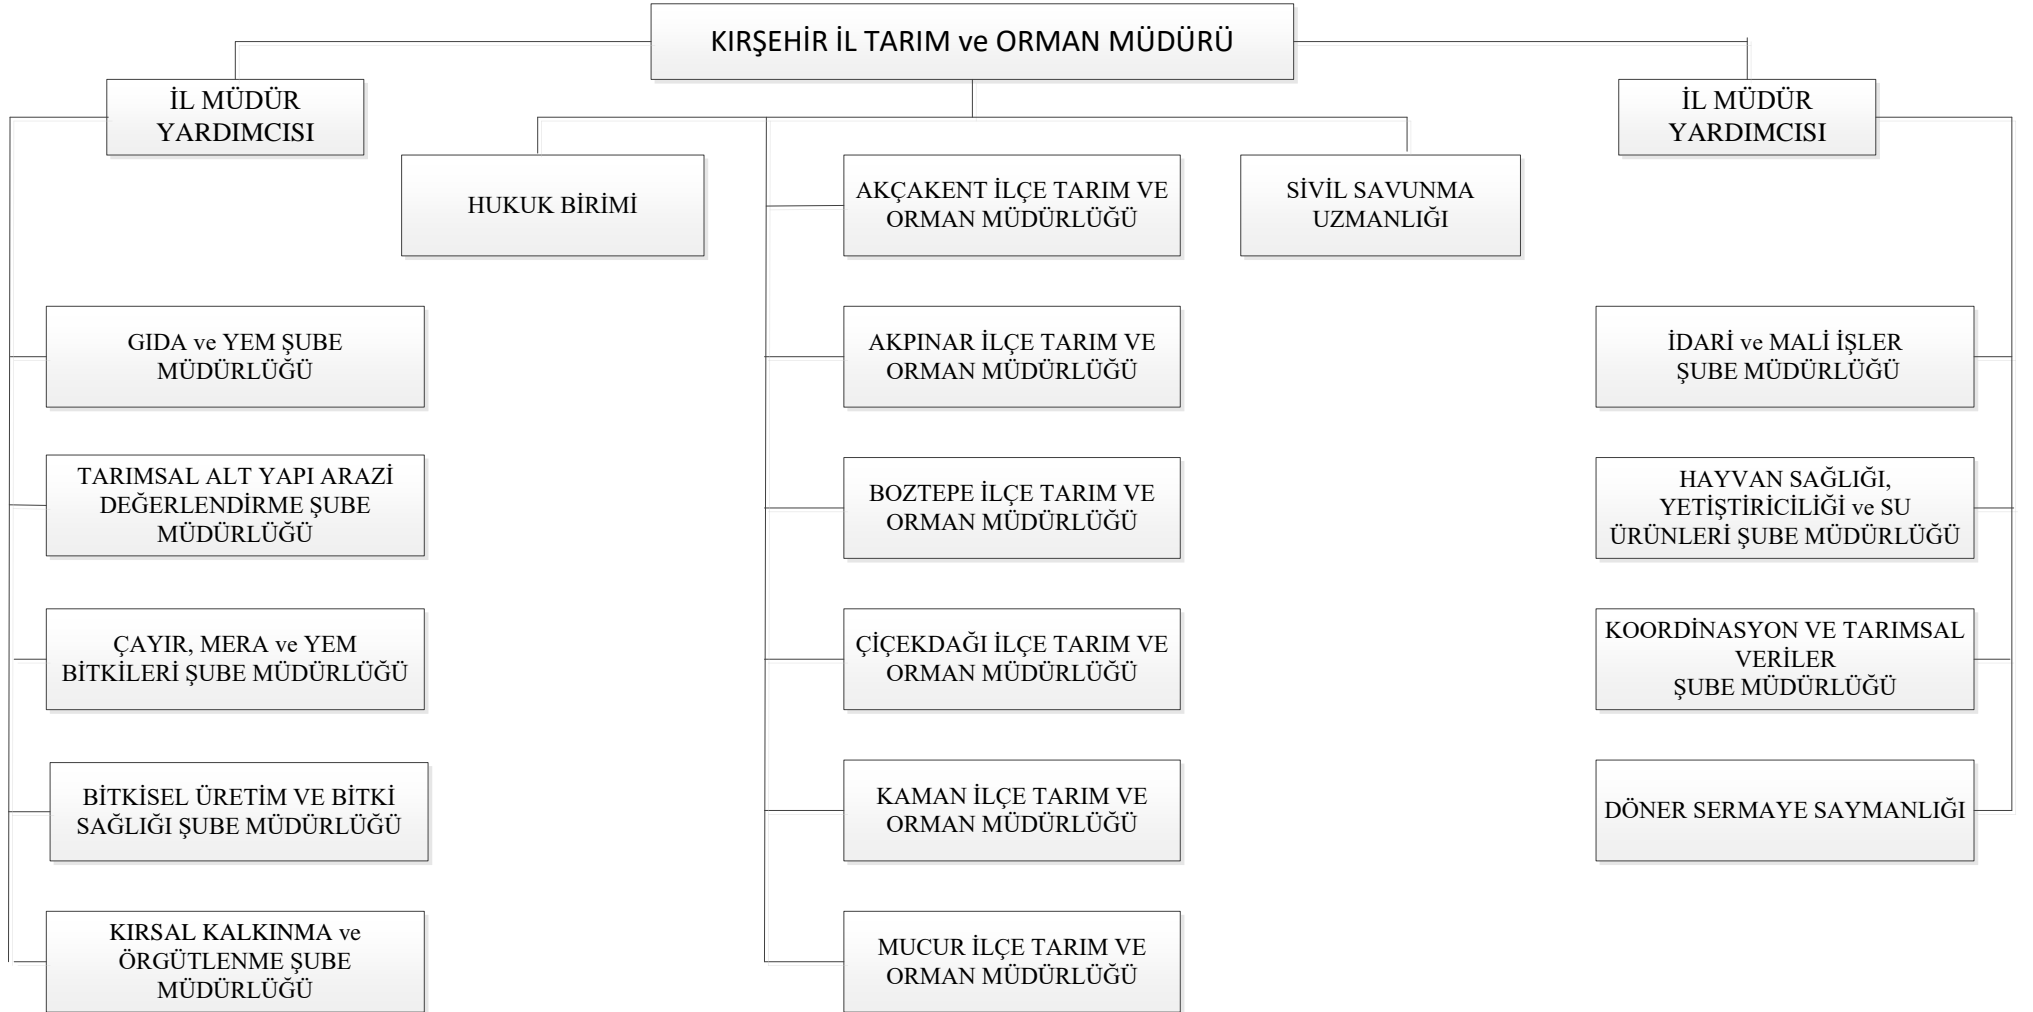 KIRŞEHİR İL TARIM ve ORMAN MÜDÜRÜ
İL MÜDÜR
YARDIMCISI
İL MÜDÜR
YARDIMCISI
HUKUK BİRİMİ
AKÇAKENT İLÇE TARIM VE
ORMAN MÜDÜRLÜĞÜ
SİVİL SAVUNMA
UZMANLIĞI
GIDA ve YEM ŞUBE
MÜDÜRLÜĞÜ
AKPINAR İLÇE TARIM VE
ORMAN MÜDÜRLÜĞÜ
İDARİ ve MALİ İŞLER
ŞUBE MÜDÜRLÜĞÜ
TARIMSAL ALT YAPI ARAZİ
DEĞERLENDİRME ŞUBE
MÜDÜRLÜĞÜ
BOZTEPE İLÇE TARIM VE
ORMAN MÜDÜRLÜĞÜ
HAYVAN SAĞLIĞI,
YETİŞTİRİCİLİĞİ ve SU
ÜRÜNLERİ ŞUBE MÜDÜRLÜĞÜ
ÇAYIR, MERA ve YEM
BİTKİLERİ ŞUBE MÜDÜRLÜĞÜ
ÇİÇEKDAĞI İLÇE TARIM VE
ORMAN MÜDÜRLÜĞÜ
KOORDİNASYON VE TARIMSAL
VERİLER
ŞUBE MÜDÜRLÜĞÜ
BİTKİSEL ÜRETİM VE BİTKİ
SAĞLIĞI ŞUBE MÜDÜRLÜĞÜ
KAMAN İLÇE TARIM VE
ORMAN MÜDÜRLÜĞÜ
DÖNER SERMAYE SAYMANLIĞI
KIRSAL KALKINMA ve
ÖRGÜTLENME ŞUBE
MÜDÜRLÜĞÜ
MUCUR İLÇE TARIM VE
ORMAN MÜDÜRLÜĞÜ